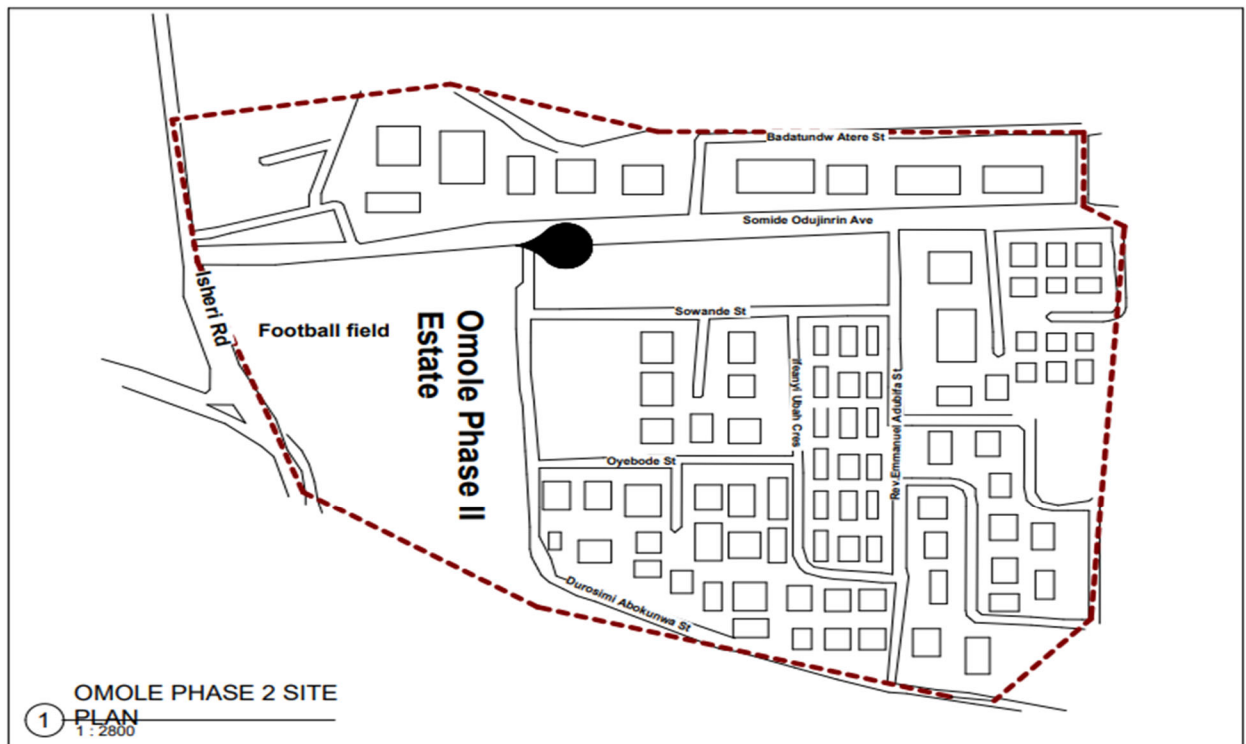 Badatundw Atere St
Somide Odujinrin Ave
Isheri Rd
Football field
Omole Phase II
Estate
Sowande St
Ifeanyi Ubah Cres
Rev.Emmanuel Adubifa St
Oyebode St
Durosimi Abokunwa St
1
OMOLE PHASE 2 SITE
PLAN
1 : 2800